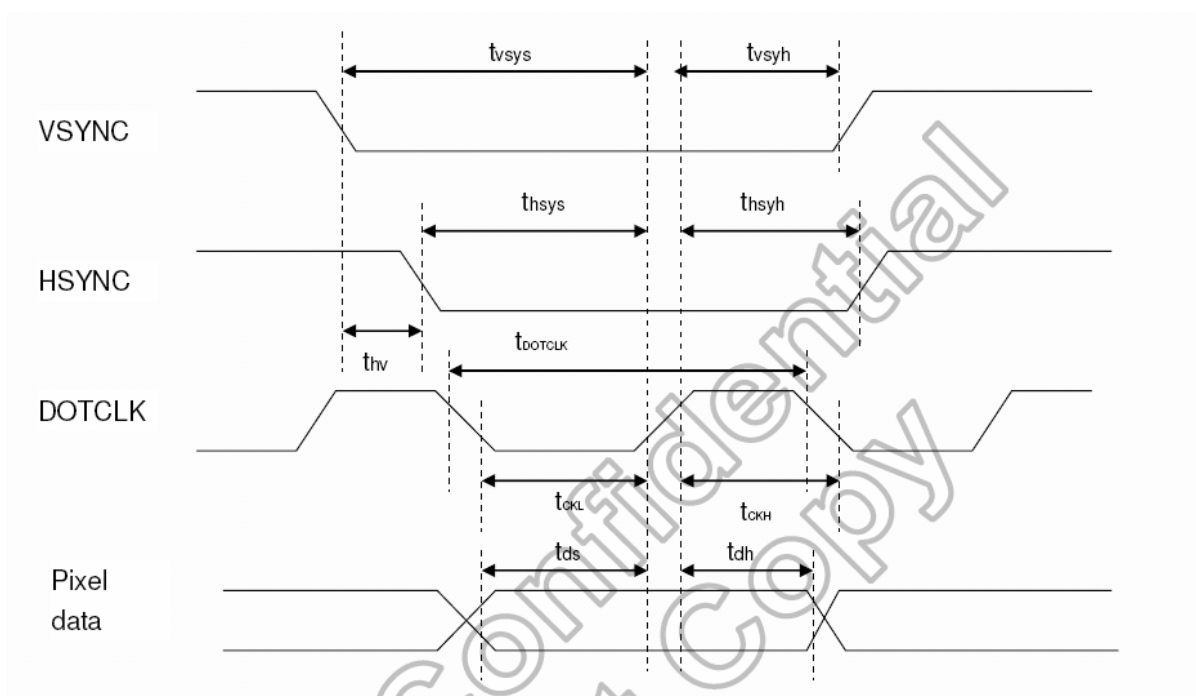 tvsys tvsyh
VSYNC
thsys thsyh
HSYNC
thv
tDOTCLK
DOTCLK
tCKL tCKH
tds tdh
Pixel
data
Confidential
Copy